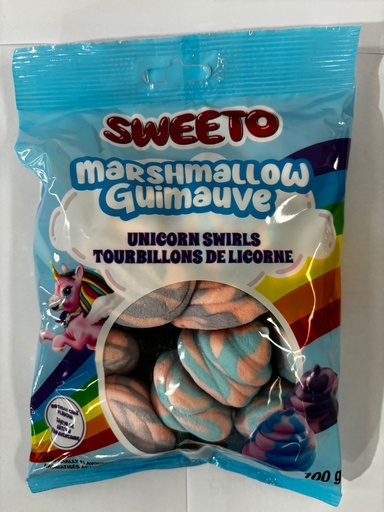 SWEETO
MARSHMALLOW
GUIMAUVE
UNICORN SWIRLS
TOURBILLONS DE LICORNE
100 g